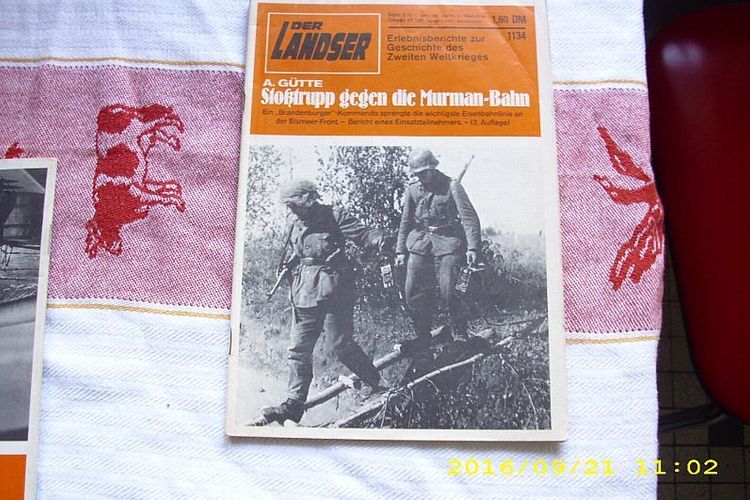 DER
LANDSER
1,60 DM
1134
Erlebnisberichte zur
Geschichte des
Zweiten Weltkrieges
A. GÜTTE
Stoßtrupp gegen die Murman-Bahn
Ein „Brandenburger"-Kommando sprengte die wichtigste Eisenbahnlinie an
der Eismeer-Front. – Bericht eines Einsatzteilnehmers. – (2. Auflage)
2016/09/21 11:02